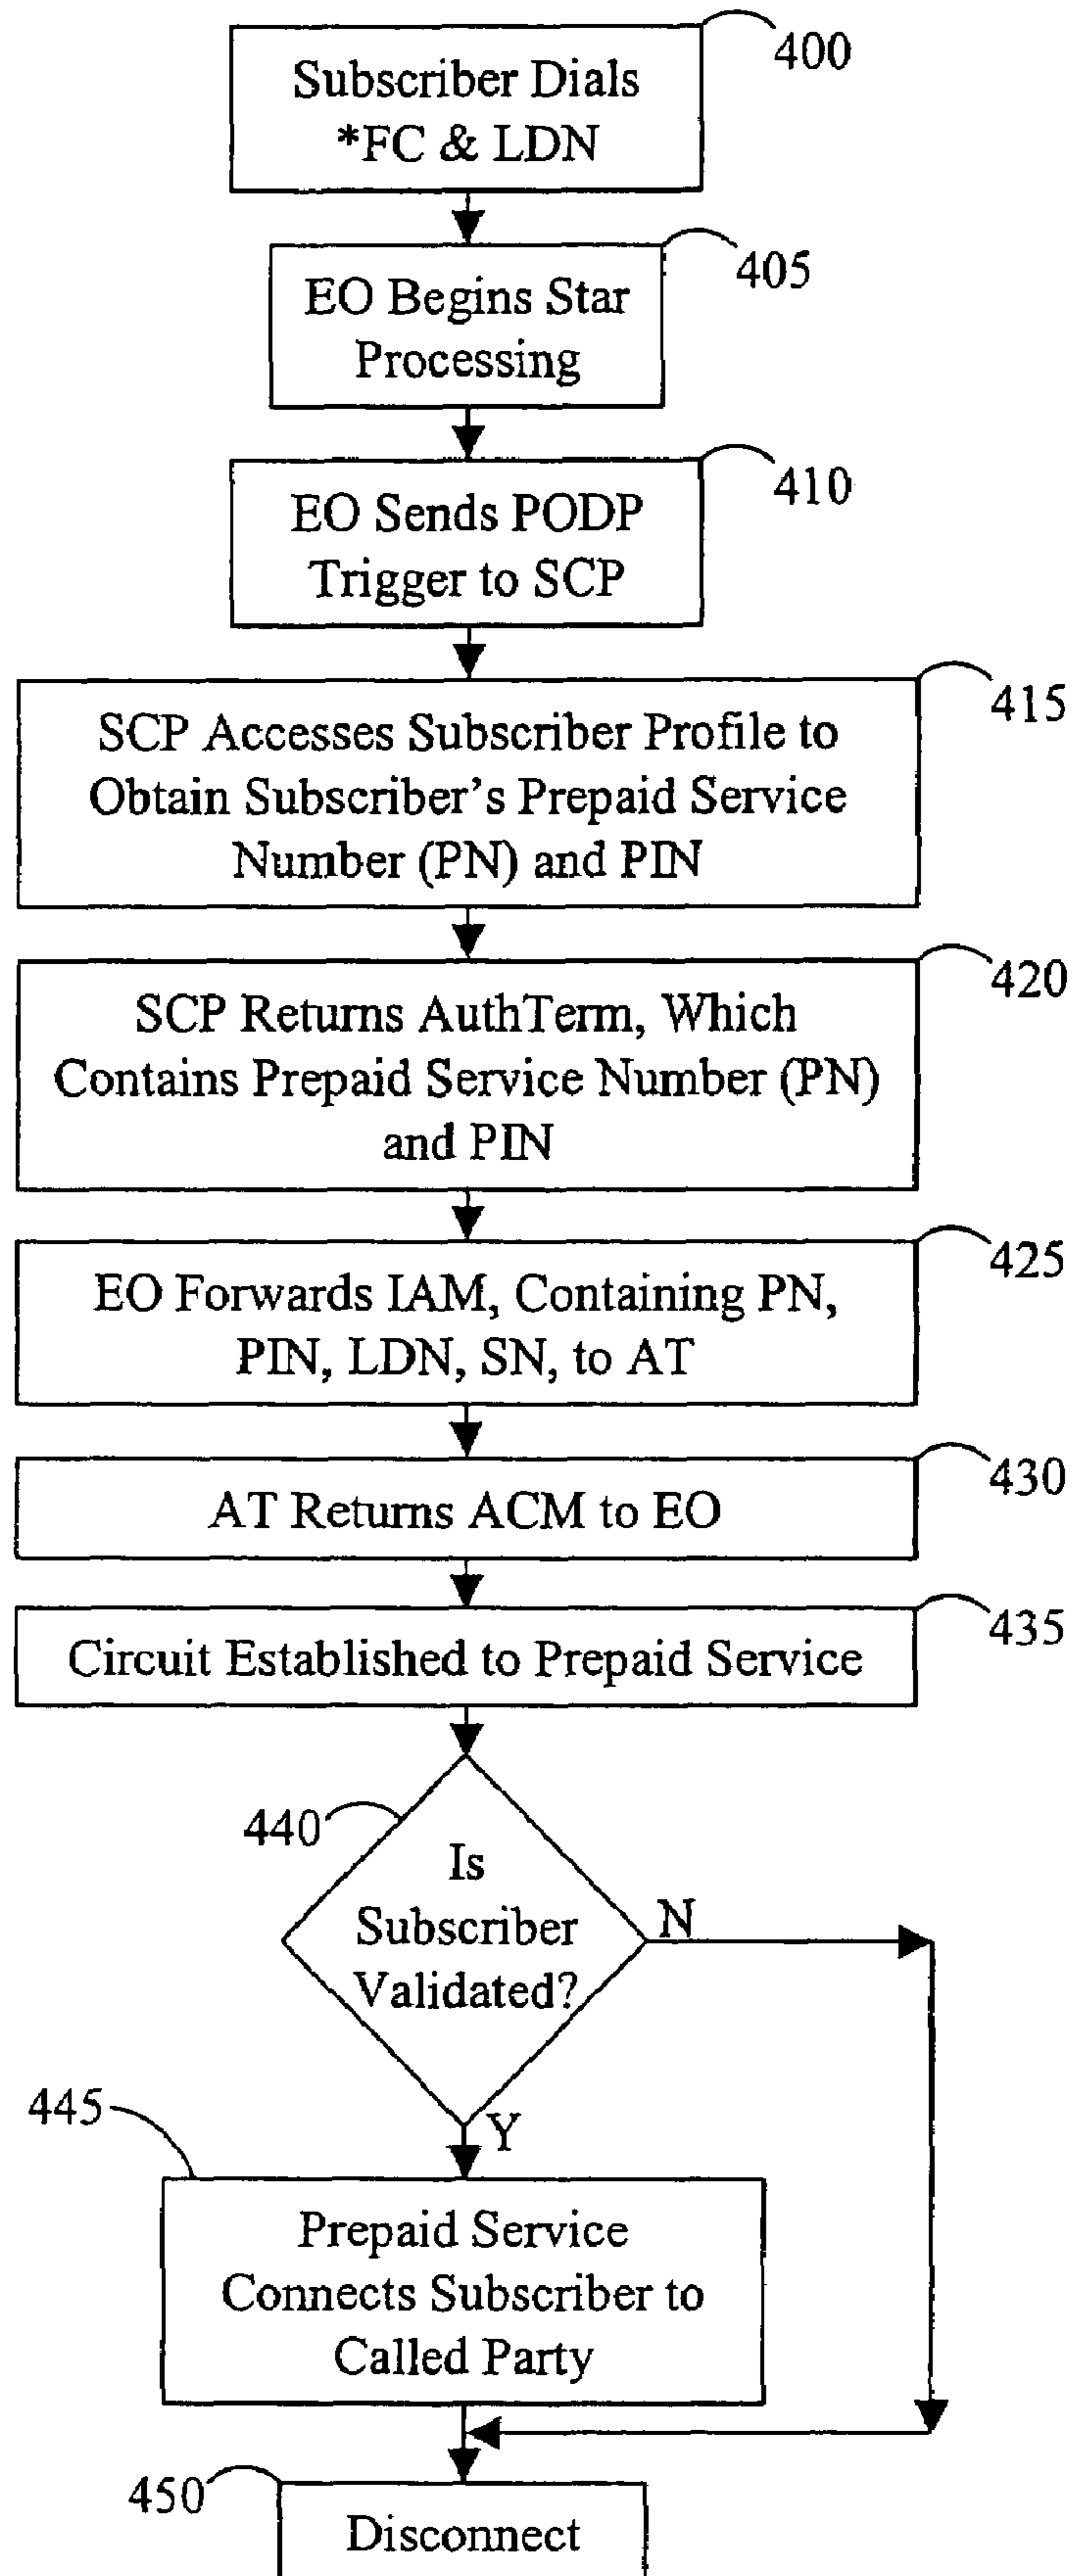 400
Subscriber Dials
*FC & LDN
405
EO Begins Star
Processing
410
EO Sends PODP
Trigger to SCP
415
SCP Accesses Subscriber Profile to
Obtain Subscriber's Prepaid Service
Number (PN) and PIN
420
SCP Returns AuthTerm, Which
Contains Prepaid Service Number (PN)
and PIN
425
EO Forwards IAM, Containing PN,
PIN, LDN, SN, to AT
430
AT Returns ACM to EO
435
Circuit Established to Prepaid Service
440
Is
Subscriber
Validated?
N
Y
445
Prepaid Service
Connects Subscriber to
Called Party
450
Disconnect